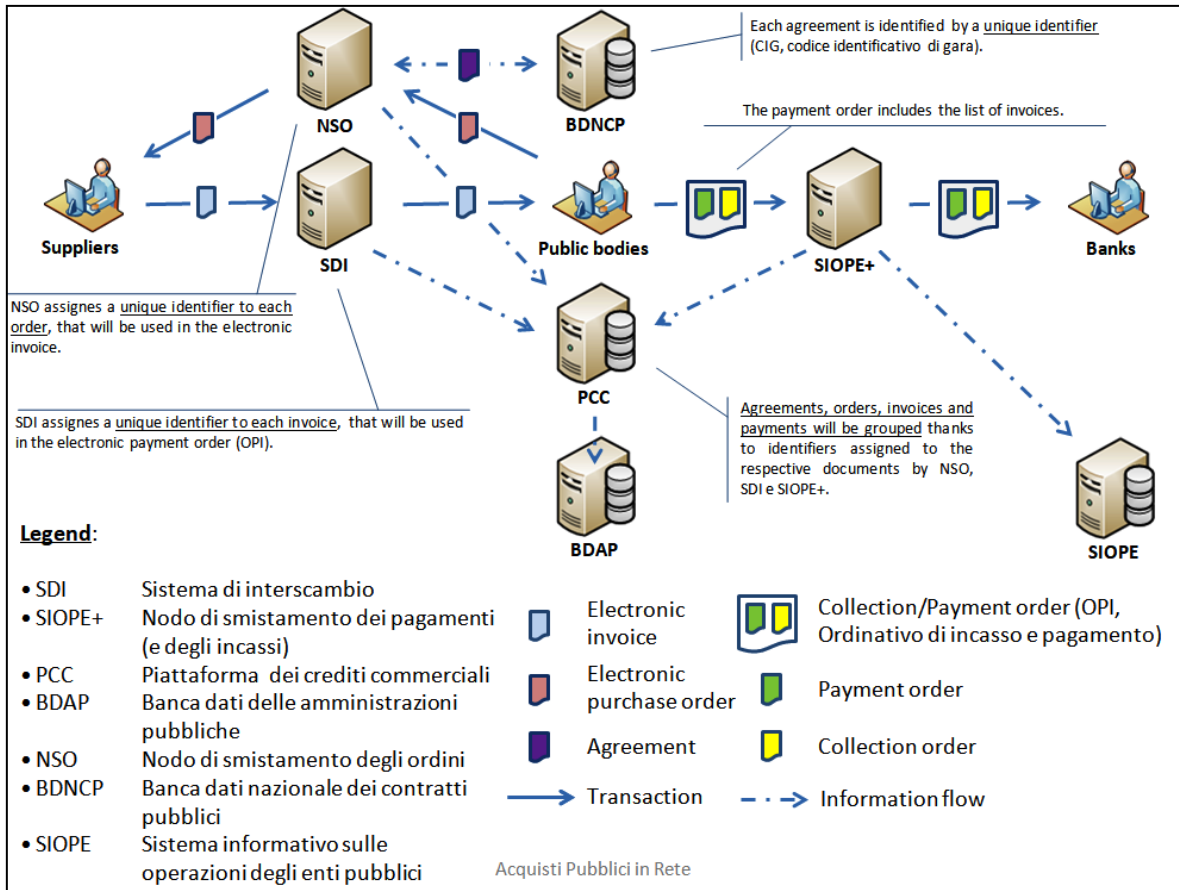 Each agreement is identified by a unique identifier
(CIG, codice identificativo di gara).
The payment order includes the list of invoices.
NSO
BDNCP
Suppliers
SDI
Public bodies
SIOPE+
Banks
NSO assignes a unique identifier to each
order, that will be used in the electronic
invoice.
PCC
SDI assignes a unique identifier to each invoice, that will be used
in the electronic payment order (OPI).
Agreements, orders, invoices and
payments will be grouped thanks
to identifiers assigned to the
respective documents by NSO,
SDI e SIOPE+.
BDAP
SIOPE
Legend:
• SDI Sistema di interscambio
• SIOPE+ Nodo di smistamento dei pagamenti
(e degli incassi)
• PCC Piattaforma dei crediti commerciali
• BDAP Banca dati delle amministrazioni
pubbliche
• NSO Nodo di smistamento degli ordini
• BDNCP Banca dati nazionale dei contratti
pubblici
• SIOPE Sistema informativo sulle
operazioni degli enti pubblici
Electronic
invoice
Electronic
purchase order
Agreement
Transaction
Collection/Payment order (OPI,
Ordinativo di incasso e pagamento)
Payment order
Collection order
Information flow
Acquisti Pubblici in Rete